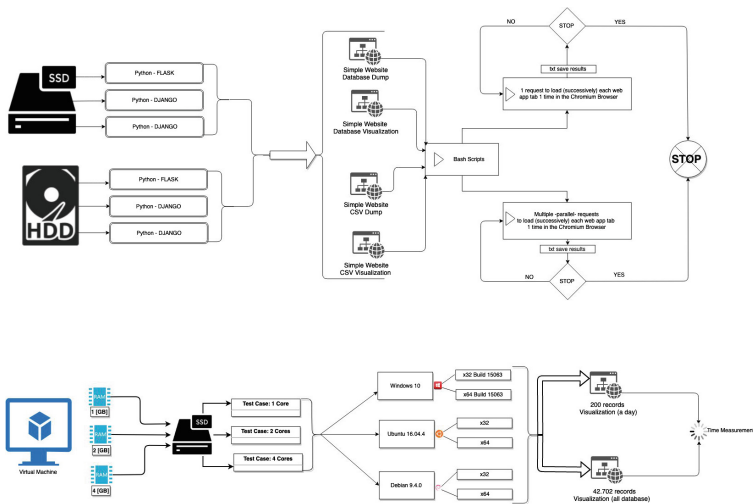 SSD
Python - FLASK
Python - DJANGO
Python - DJANGO
HDD
Python - FLASK
Python - DJANGO
Python - DJANGO
Simple Website
Database Dump
Simple Website
Database Visualization
Simple Website
CSV Dump
Simple Website
CSV Visualization
Bash Scripts
NO
STOP
YES
txt save results
1 request to load (successively) each web
app tab 1 time in the Chromium Browser
STOP
Multiple -parallel- requests
to load (successively) each web app tab
1 time in the Chromium Browser
txt save results
NO
STOP
YES
Virtual Machine
RAM
1 [GB]
RAM
2 [GB]
RAM
4 [GB]
SSD
Test Case: 1 Core
Test Case: 2 Cores
Test Case: 4 Cores
Windows 10
x32 Build 15063
x64 Build 15063
Ubuntu 16.04.4
x32
x64
Debian 9.4.0
x32
x64
200 records
Visualization (a day)
Time Measurement
42.702 records
Visualization (all database)